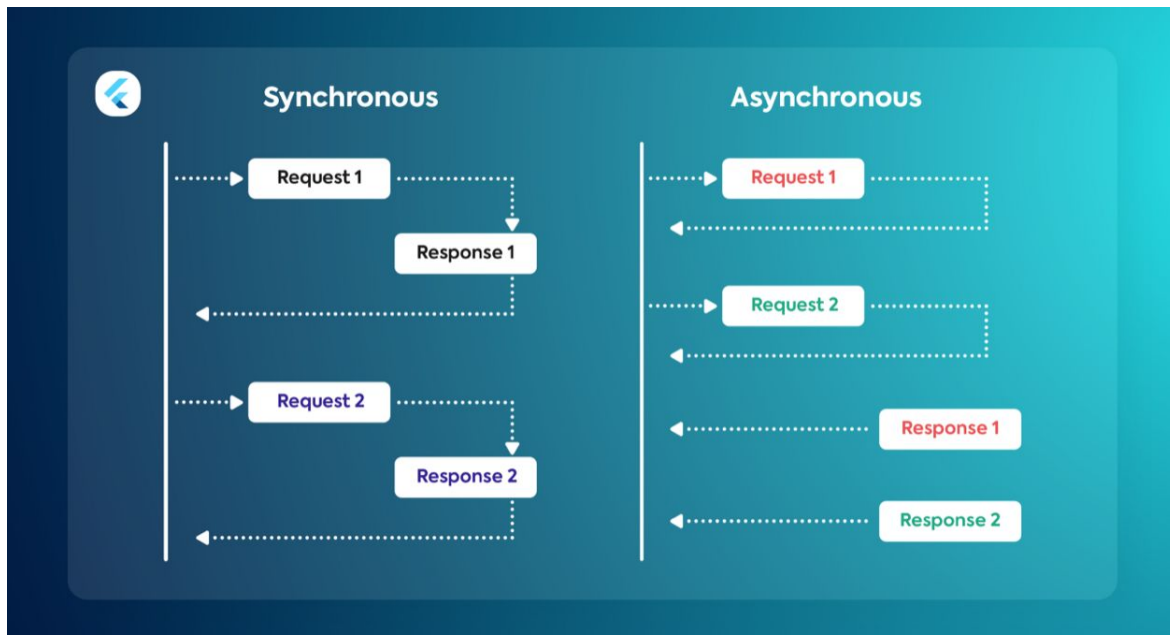 Synchronous
Request 1
Response 1
Request 2
Response 2
Asynchronous
Request 1
Request 2
Response 1
Response 2